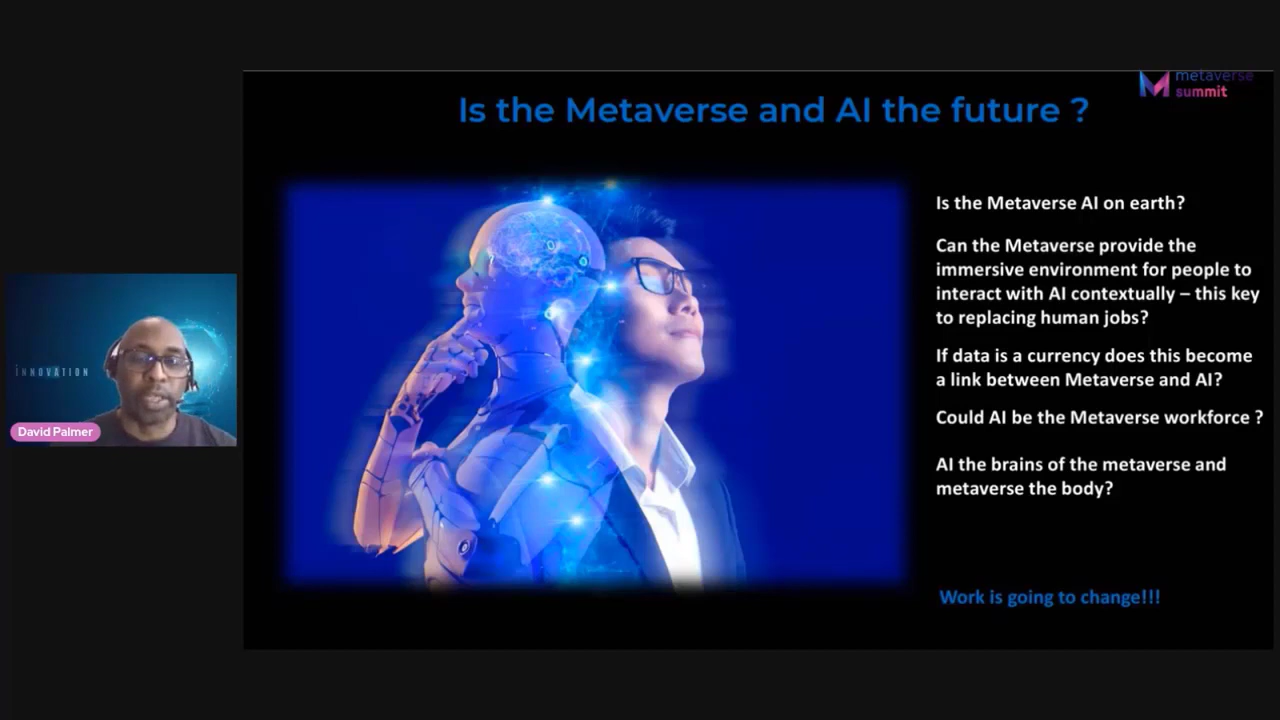 metaverse
summit
Is the Metaverse and AI the future ?
Is the Metaverse AI on earth?
Can the Metaverse provide the
immersive environment for people to
interact with AI contextually – this key
to replacing human jobs?
If data is a currency does this become
a link between Metaverse and AI?
Could AI be the Metaverse workforce ?
AI the brains of the metaverse and
metaverse the body?
Work is going to change!!!
INNOVATION
David Palmer